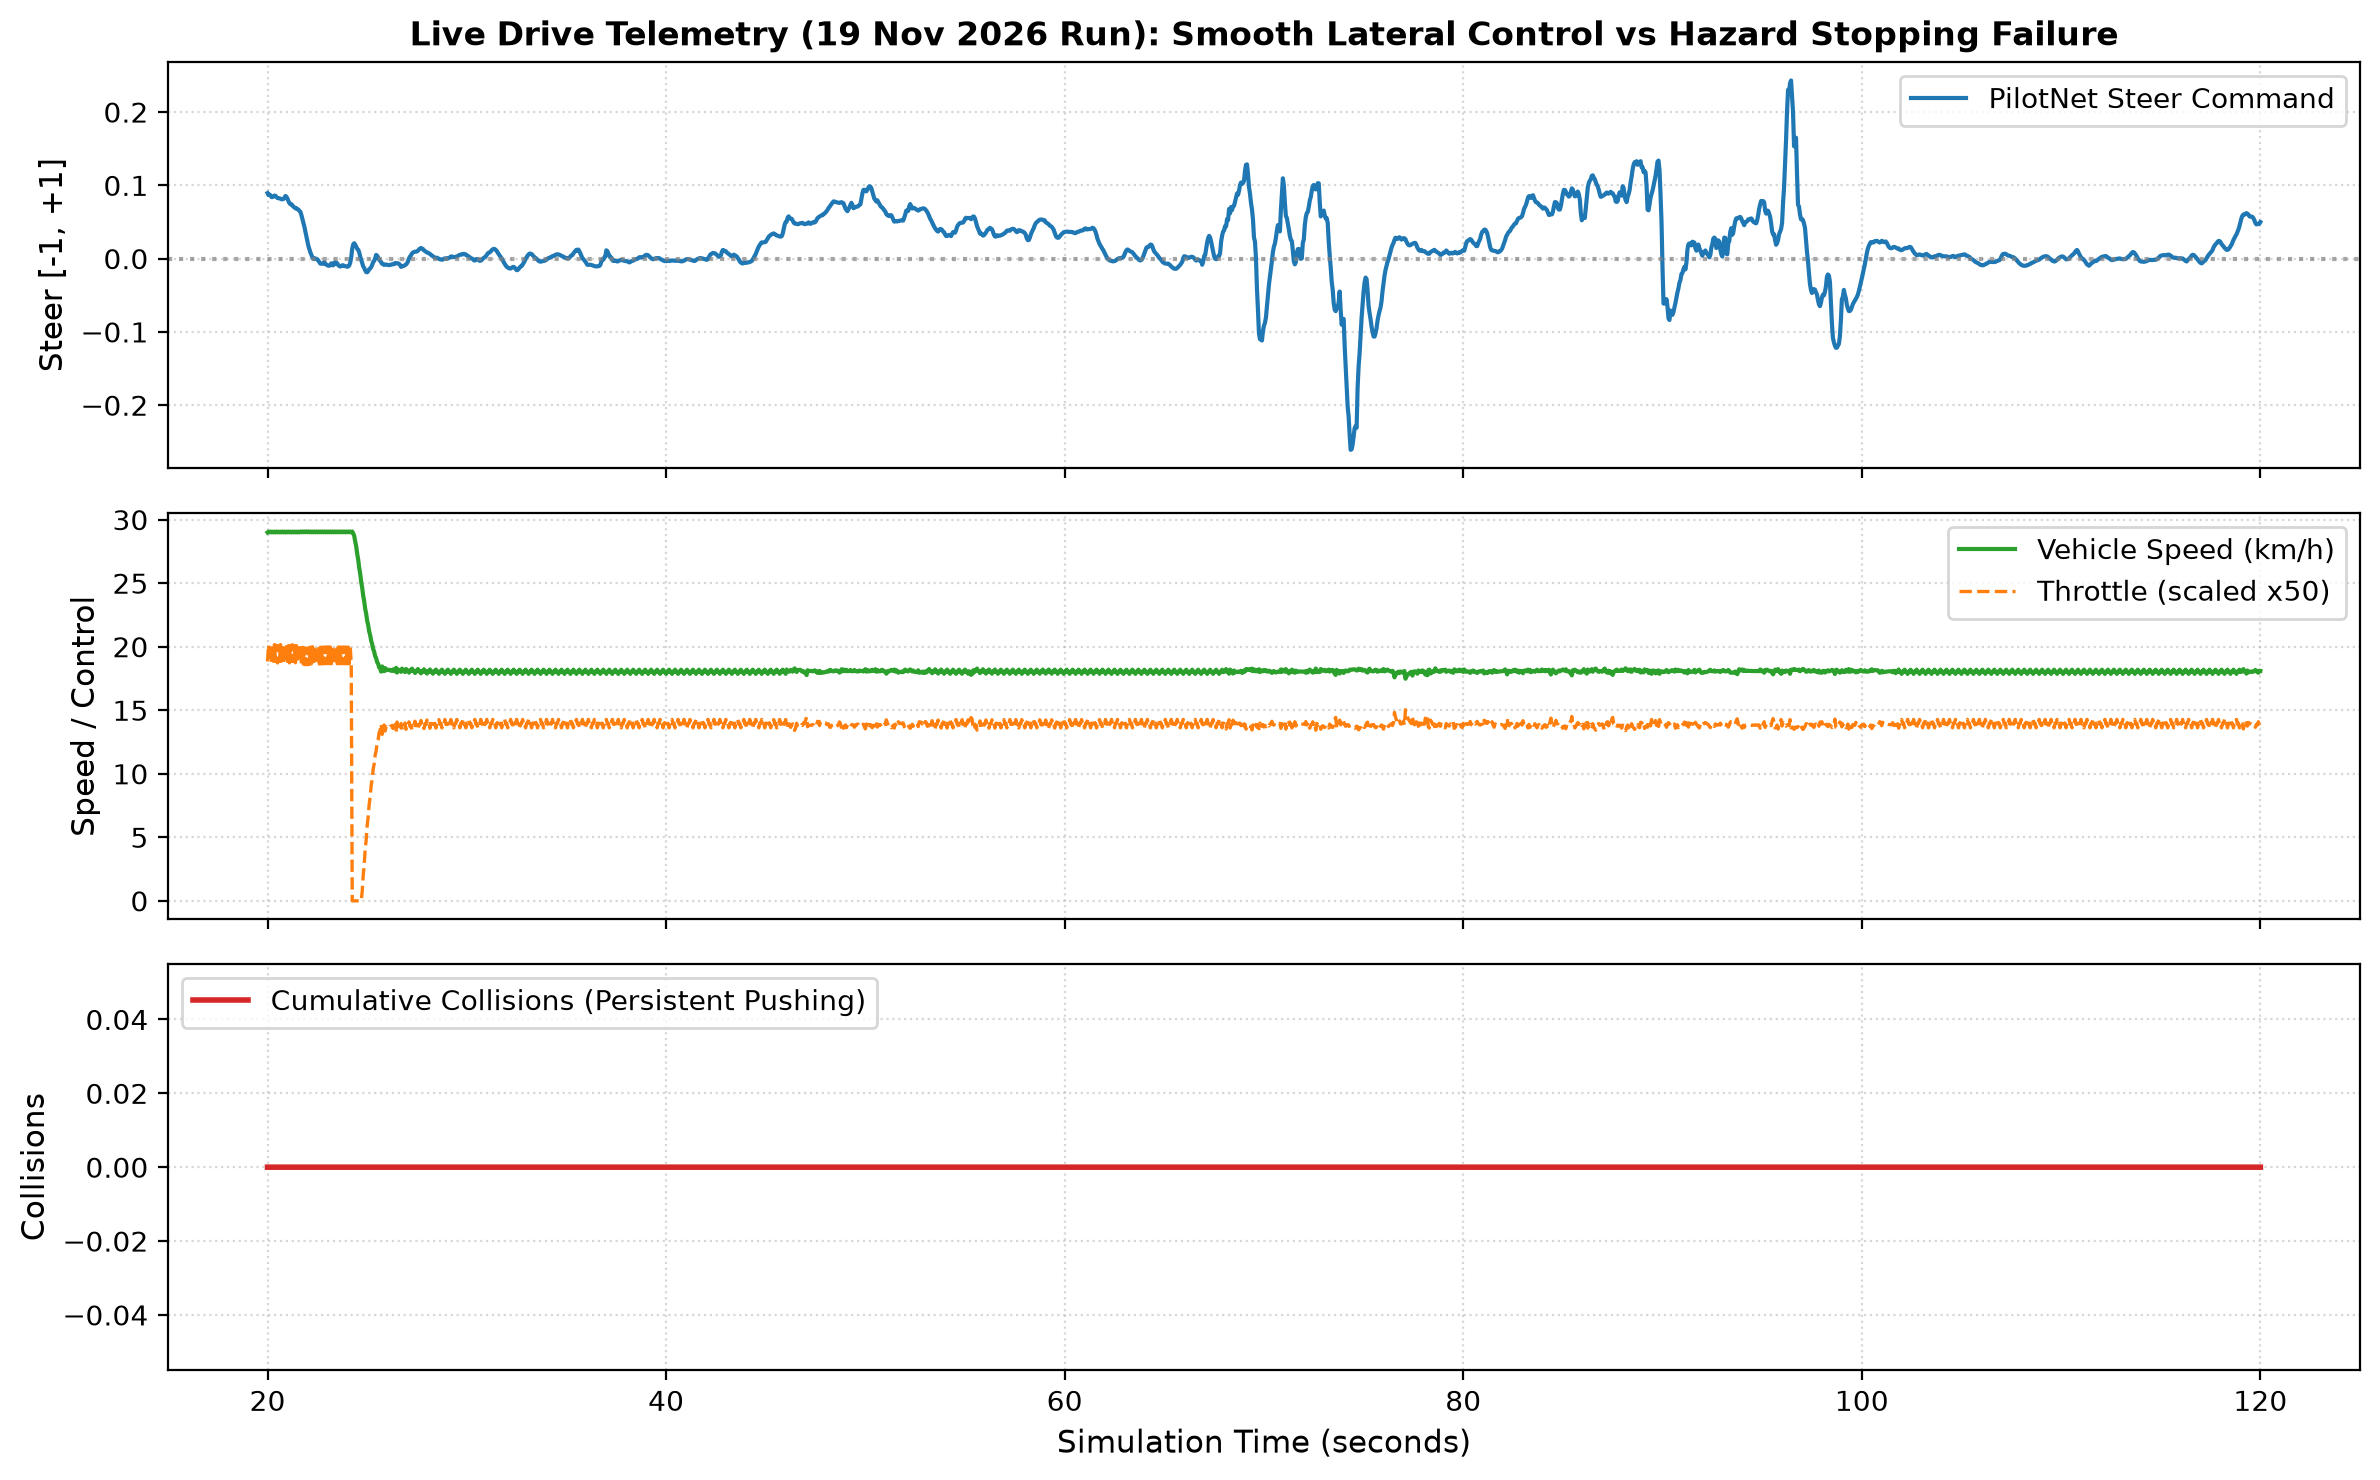 Live Drive Telemetry (19 Nov 2026 Run): Smooth Lateral Control vs Hazard Stopping Failure
PilotNet Steer Command
Steer [-1, +1]
0.2
0.1
0.0
−0.1
−0.2
Vehicle Speed (km/h)
Throttle (scaled x50)
Speed / Control
30
25
20
15
10
5
0
Cumulative Collisions (Persistent Pushing)
Collisions
0.04
0.02
0.00
−0.02
−0.04
20 40 60 80 100 120
Simulation Time (seconds)